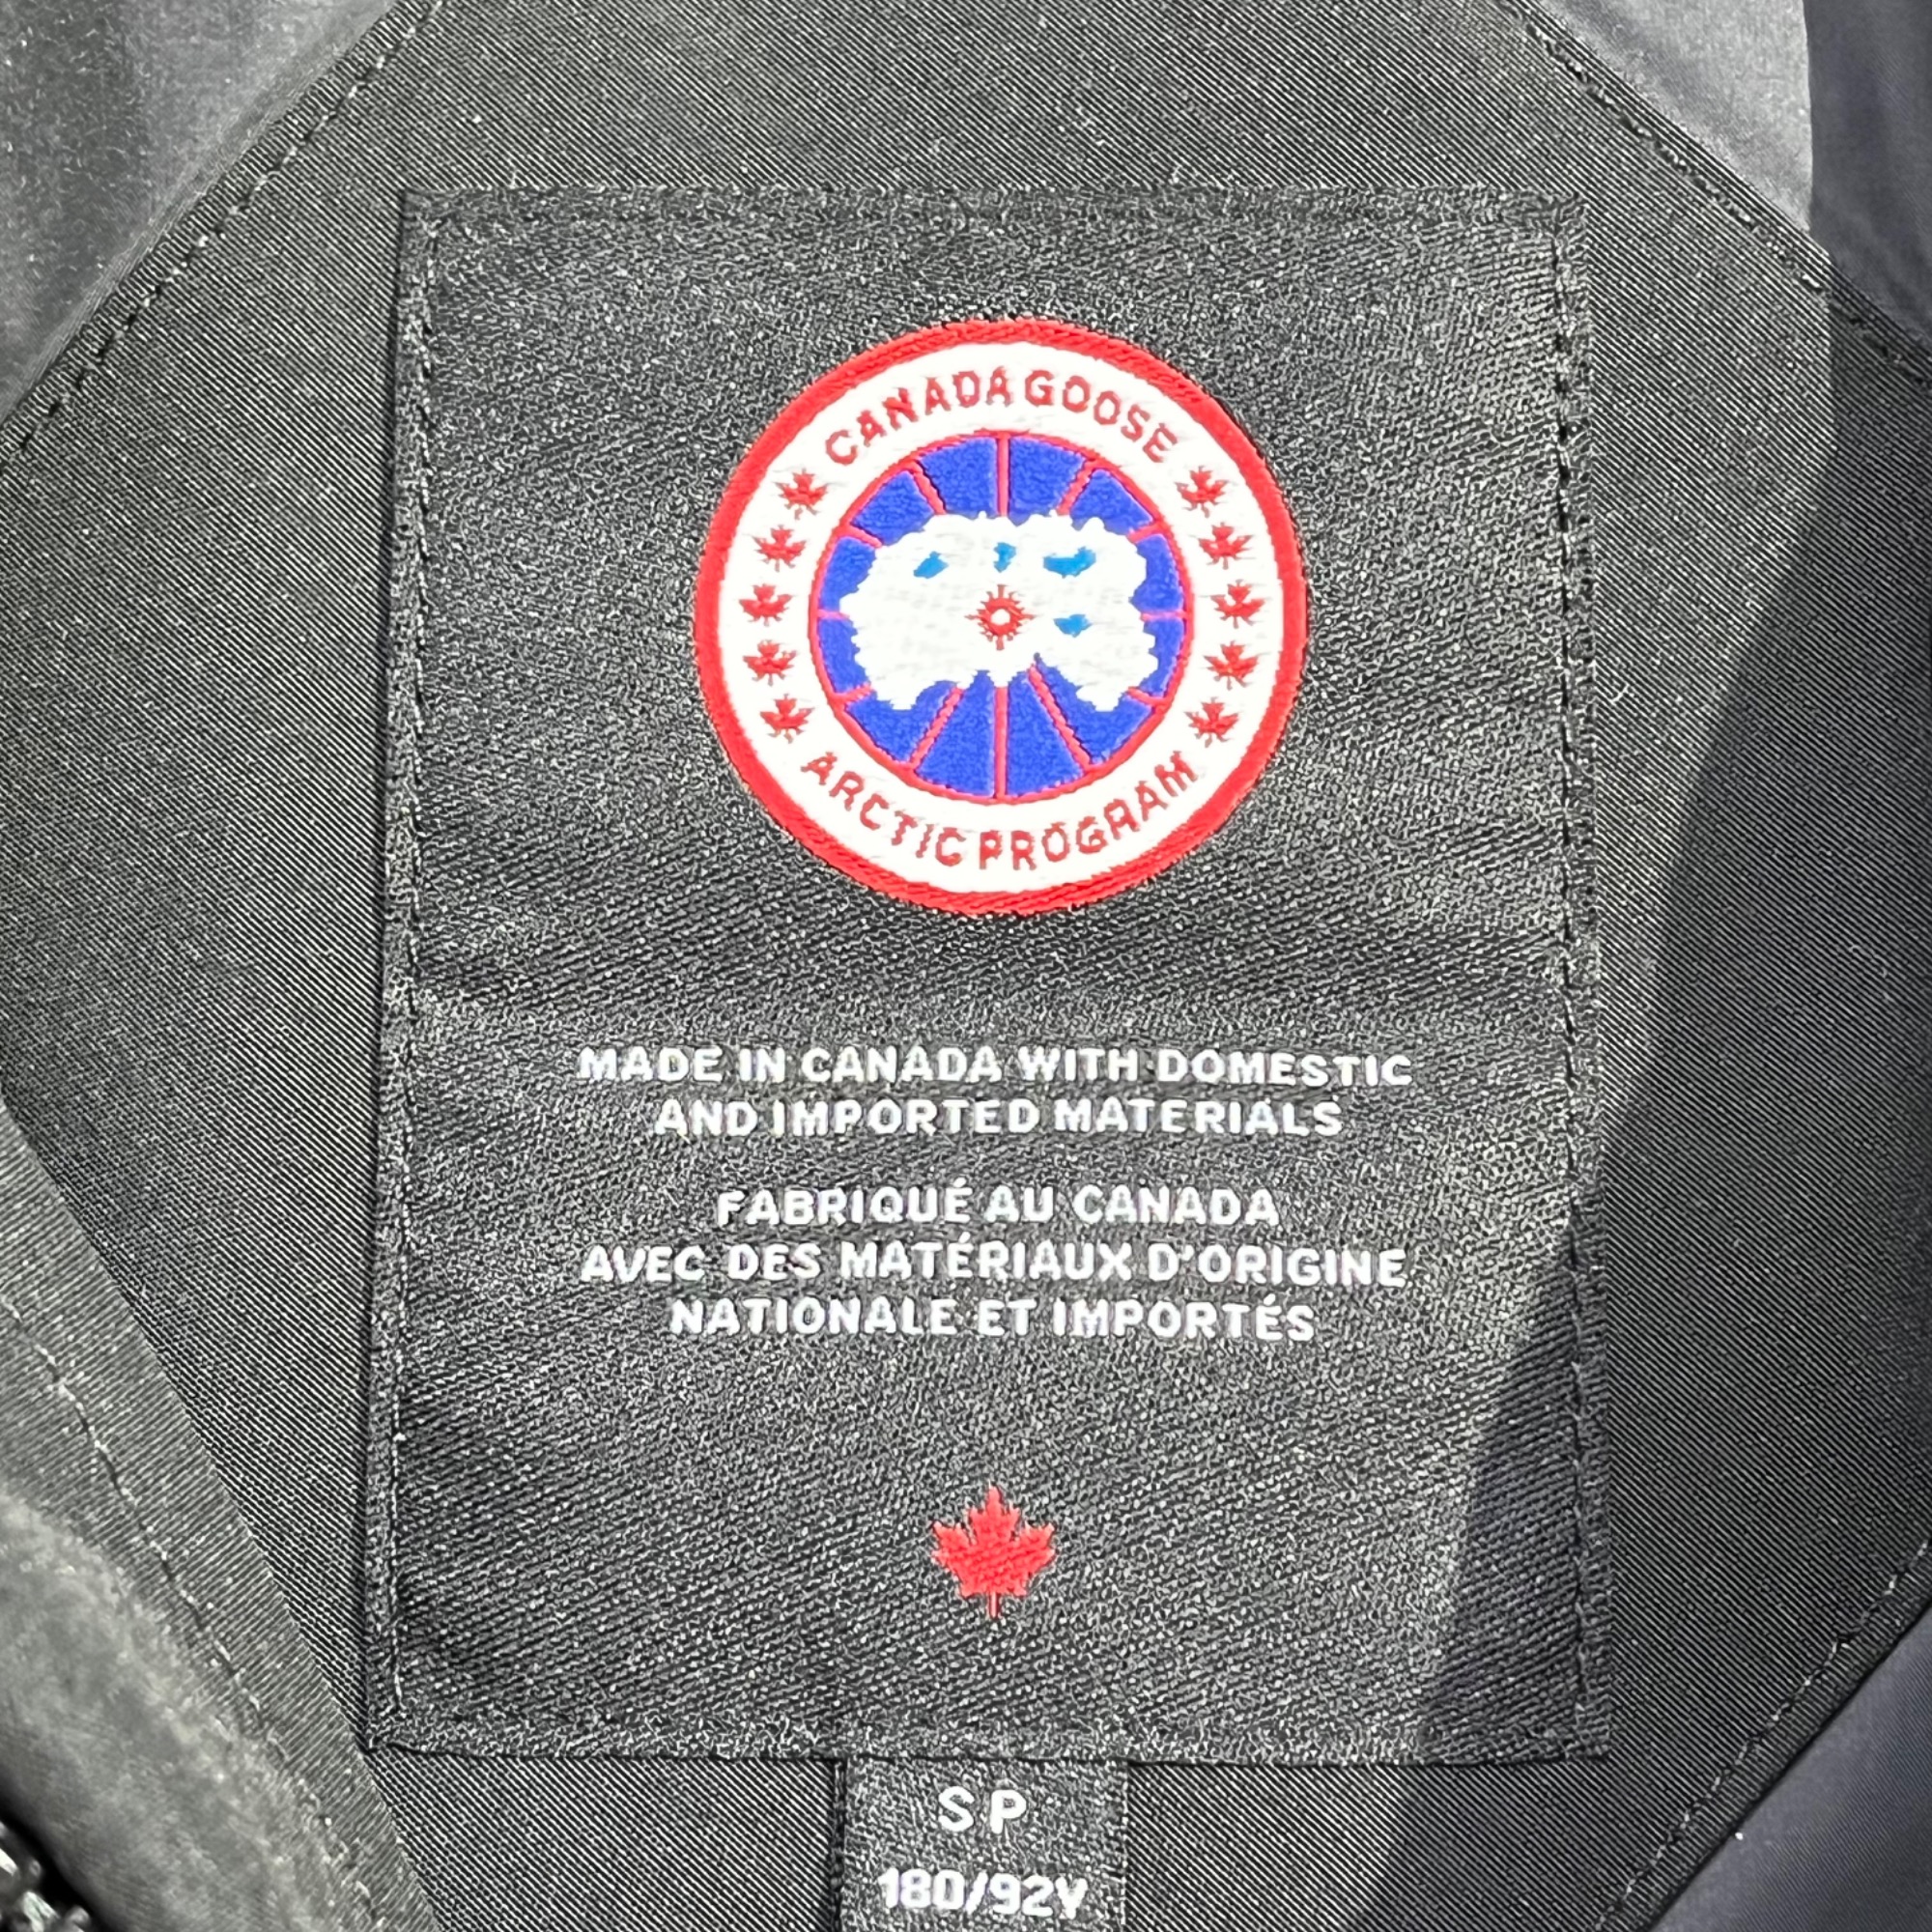 CANADA GOOSE
ARCTIC PROGRAM
MADE IN CANADA WITH DOMESTIC
AND IMPORTED MATERIALS
FABRIQUÉ AU CANADA
AVEC DES MATÉRIAUX D'ORIGINE
NATIONALE ET IMPORTÉS
S P
180/92Y